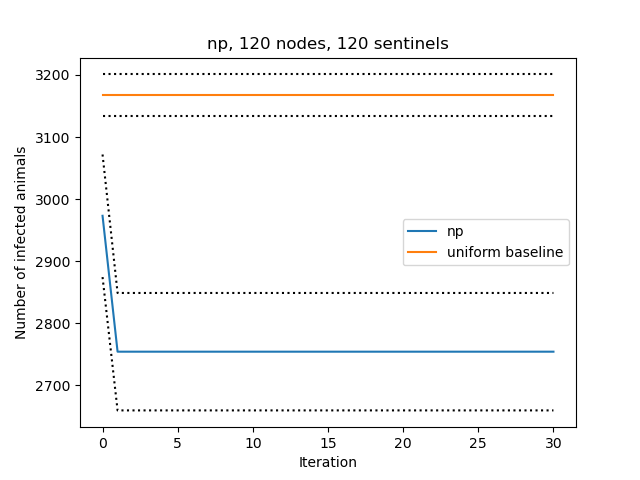 np, 120 nodes, 120 sentinels
3200
3100
3000
2900
2800
2700
Number of infected animals
np
uniform baseline
0 5 10 15 20 25 30
Iteration